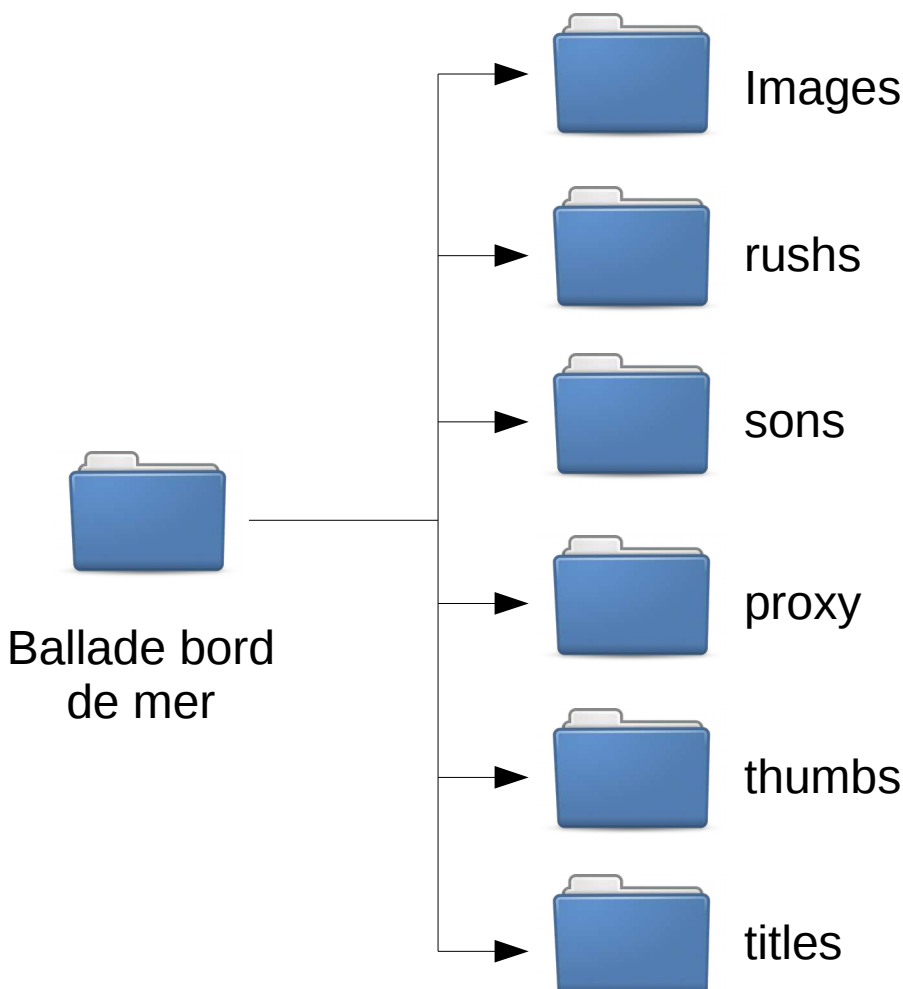 Images
rushs
sons
proxy
Ballade bord
de mer
thumbs
titles